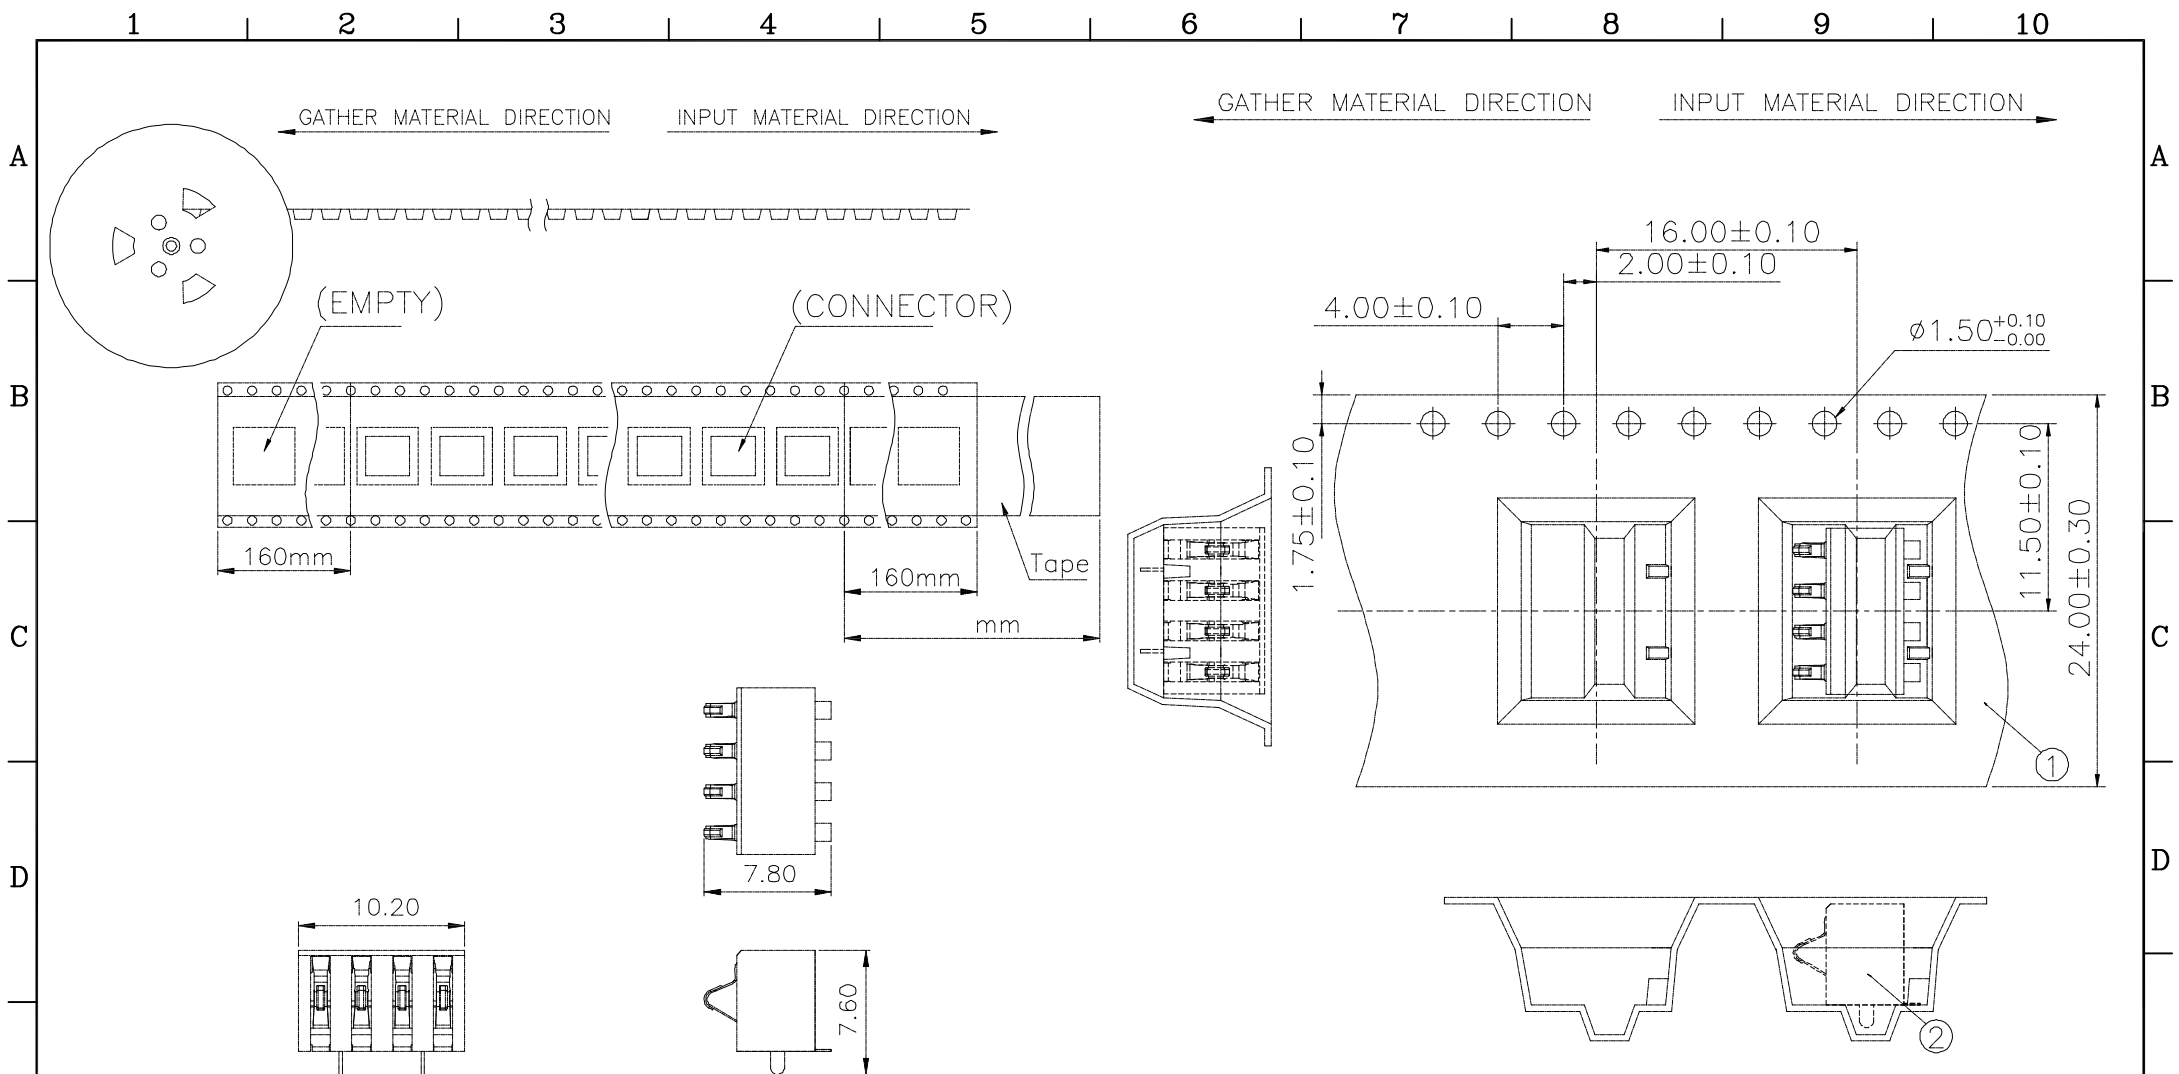 1 2 3 4 5 6 7 8 9 10
GATHER MATERIAL DIRECTION
INPUT MATERIAL DIRECTION
GATHER MATERIAL DIRECTION
INPUT MATERIAL DIRECTION
A
A
16.00±0.10
2.00±0.10
(EMPTY)
(CONNECTOR)
4.00±0.10
ø1.50+0.10 -0.00
B
B
1.75±0.10
11.50±0.10
24.00±0.30
160mm
Tape
160mm
mm
C
C
1
7.80
D
D
10.20
7.60
2